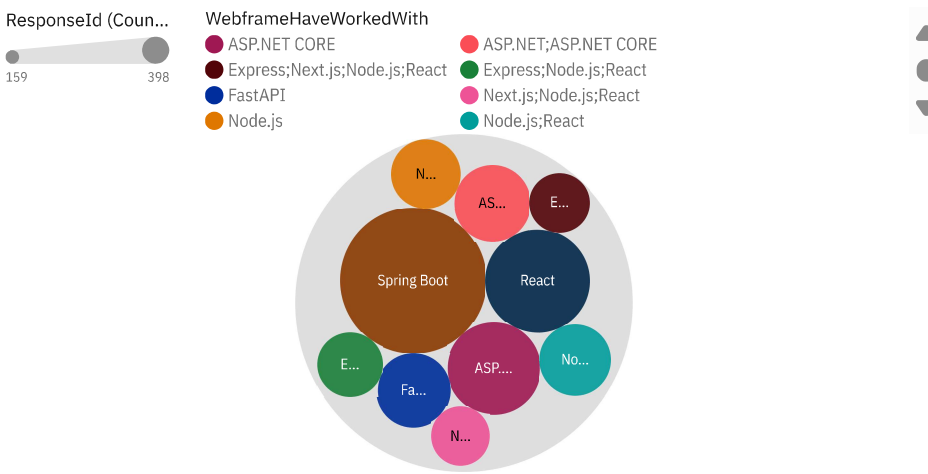 ResponseId (Coun...
159
398
WebframeHaveWorkedWith
ASP.NET CORE
ASP.NET;ASP.NET CORE
Express;Next.js;Node.js;React
Express;Node.js;React
FastAPI
Next.js;Node.js;React
Node.js
Node.js;React
N...
AS...
E...
Spring Boot
React
E...
Fa...
ASP....
No...
N...